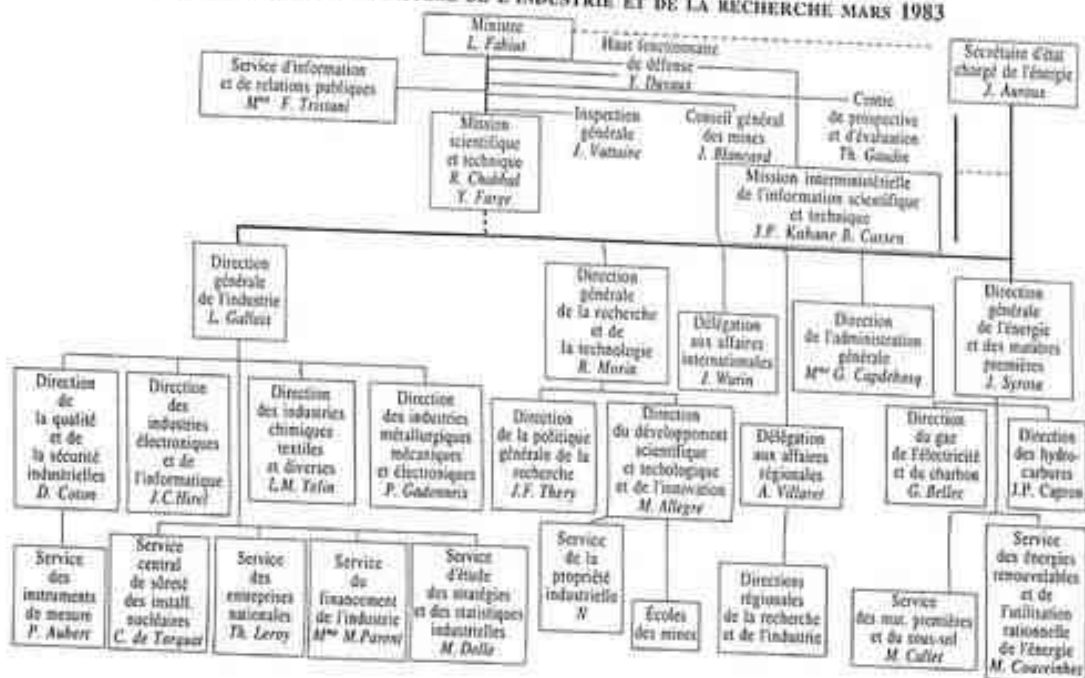 DE L'INDUSTRIE ET DE LA RECHERCHE MARS 1983
Ministre
L. Fabius
Haut fonctionnaire
de défense
Y. Duvaux
Secrétaire d'état
chargé de l'énergie
J. Auroux
Service d'information
et de relations publiques
Mme F. Tristani
Mission
scientifique
et technique
R. Chabbal
Y. Farge
Inspection
générale
J. Vattaire
Conseil général
des mines
J. Blancard
Centre
de prospective
et d'évaluation
Th. Gaudin
Mission interministérielle
de l'information scientifique
et technique
J.P. Kahane B. Cassen
Direction
générale
de l'industrie
L. Gallois
Direction
générale
de la recherche
et de
la technologie
R. Morin
Délégation
aux affaires
internationales
J. Warin
Direction
de l'administration
générale
Mme G. Capdeboscq
Direction
générale
de l'énergie
et des matières
premières
J. Syrota
Direction
de
la qualité
et de
la sécurité
industrielles
D. Coton
Direction
des
industries
électroniques
et de
l'informatique
J.C. Hirel
Direction
des industries
chimiques
textiles
et diverses
L.M. Tolin
Direction
des industries
métallurgiques
mécaniques
et électroniques
P. Gadonneix
Direction
de la politique
générale de la
recherche
J.F. Thery
Direction
du développement
scientifique
et techologique
et de l'innovation
M. Allegre
Délégation
aux affaires
régionales
A. Villaret
Direction
du gaz
de l'électricité
et du charbon
G. Bellec
Direction
des hydro-
carbures
J.P. Capron
Service
des
instruments
de mesure
P. Aubert
Service
central
de sûreté
des install.
nucléaires
C. de Torquat
Service
des
entreprises
nationales
Th. Leroy
Service
du
financement
de l'industrie
Mme M. Parent
Service
d'étude
des stratégies
et des statistiques
industrielles
M. Delle
Service
de la
propriété
industrielle
N
Écoles
des mines
Directions
régionales
de la recherche
et de l'industrie
Service
des mat. premières
et du sous-sol
M. Callet
Service
des énergies
renouvelables
et de
l'utilisation
rationnelle
de l'énergie
M. Couveinhes